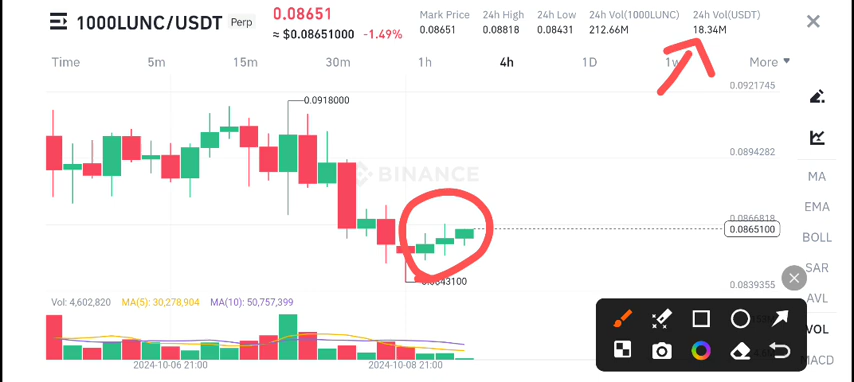 1000LUNC/USDT Perp
0.08651
≈ $0.08651000 -1.49%
Mark Price 24h High 24h Low 24h Vol(1000LUNC) 24h Vol(USDT)
0.08651 0.08818 0.08431 212.66M 18.34M
Time 5m 15m 30m 1h 4h 1D 1w More
0.0921745
0.0918000
0.0894282
BINANCE
MA
EMA
0.0866818
0.0865100
BOLL
SAR
0.0839355
AVL
Vol: 4,602,820 MA(5): 30,278,904 MA(10): 50,757,399
VOL
MACD
2024-10-06 21:00 2024-10-08 21:00